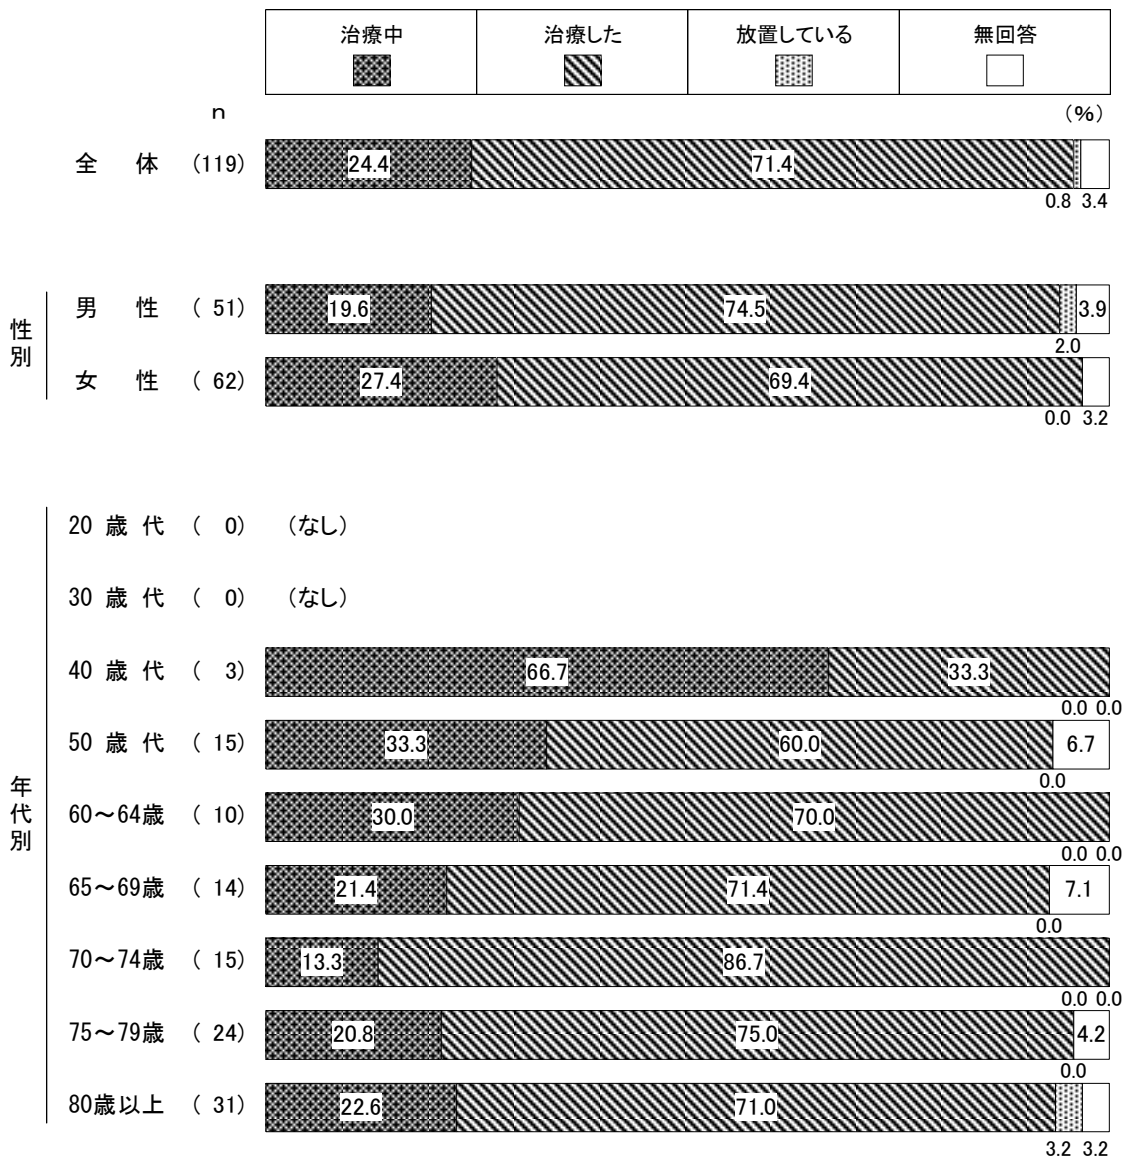 治療中 治療した 放置している 無回答
n (%)
全 体 (119) 24.4 71.4
0.8 3.4
性別
男 性 ( 51) 19.6 74.5 3.9
2.0
女 性 ( 62) 27.4 69.4
0.0 3.2
年代別
20 歳 代 ( 0) (なし)
30 歳 代 ( 0) (なし)
40 歳 代 ( 3) 66.7 33.3
0.0 0.0
50 歳 代 ( 15) 33.3 60.0 6.7
0.0
60～64歳 ( 10) 30.0 70.0
0.0 0.0
65～69歳 ( 14) 21.4 71.4 7.1
0.0
70～74歳 ( 15) 13.3 86.7
0.0 0.0
75～79歳 ( 24) 20.8 75.0 4.2
0.0
80歳以上 ( 31) 22.6 71.0
3.2 3.2